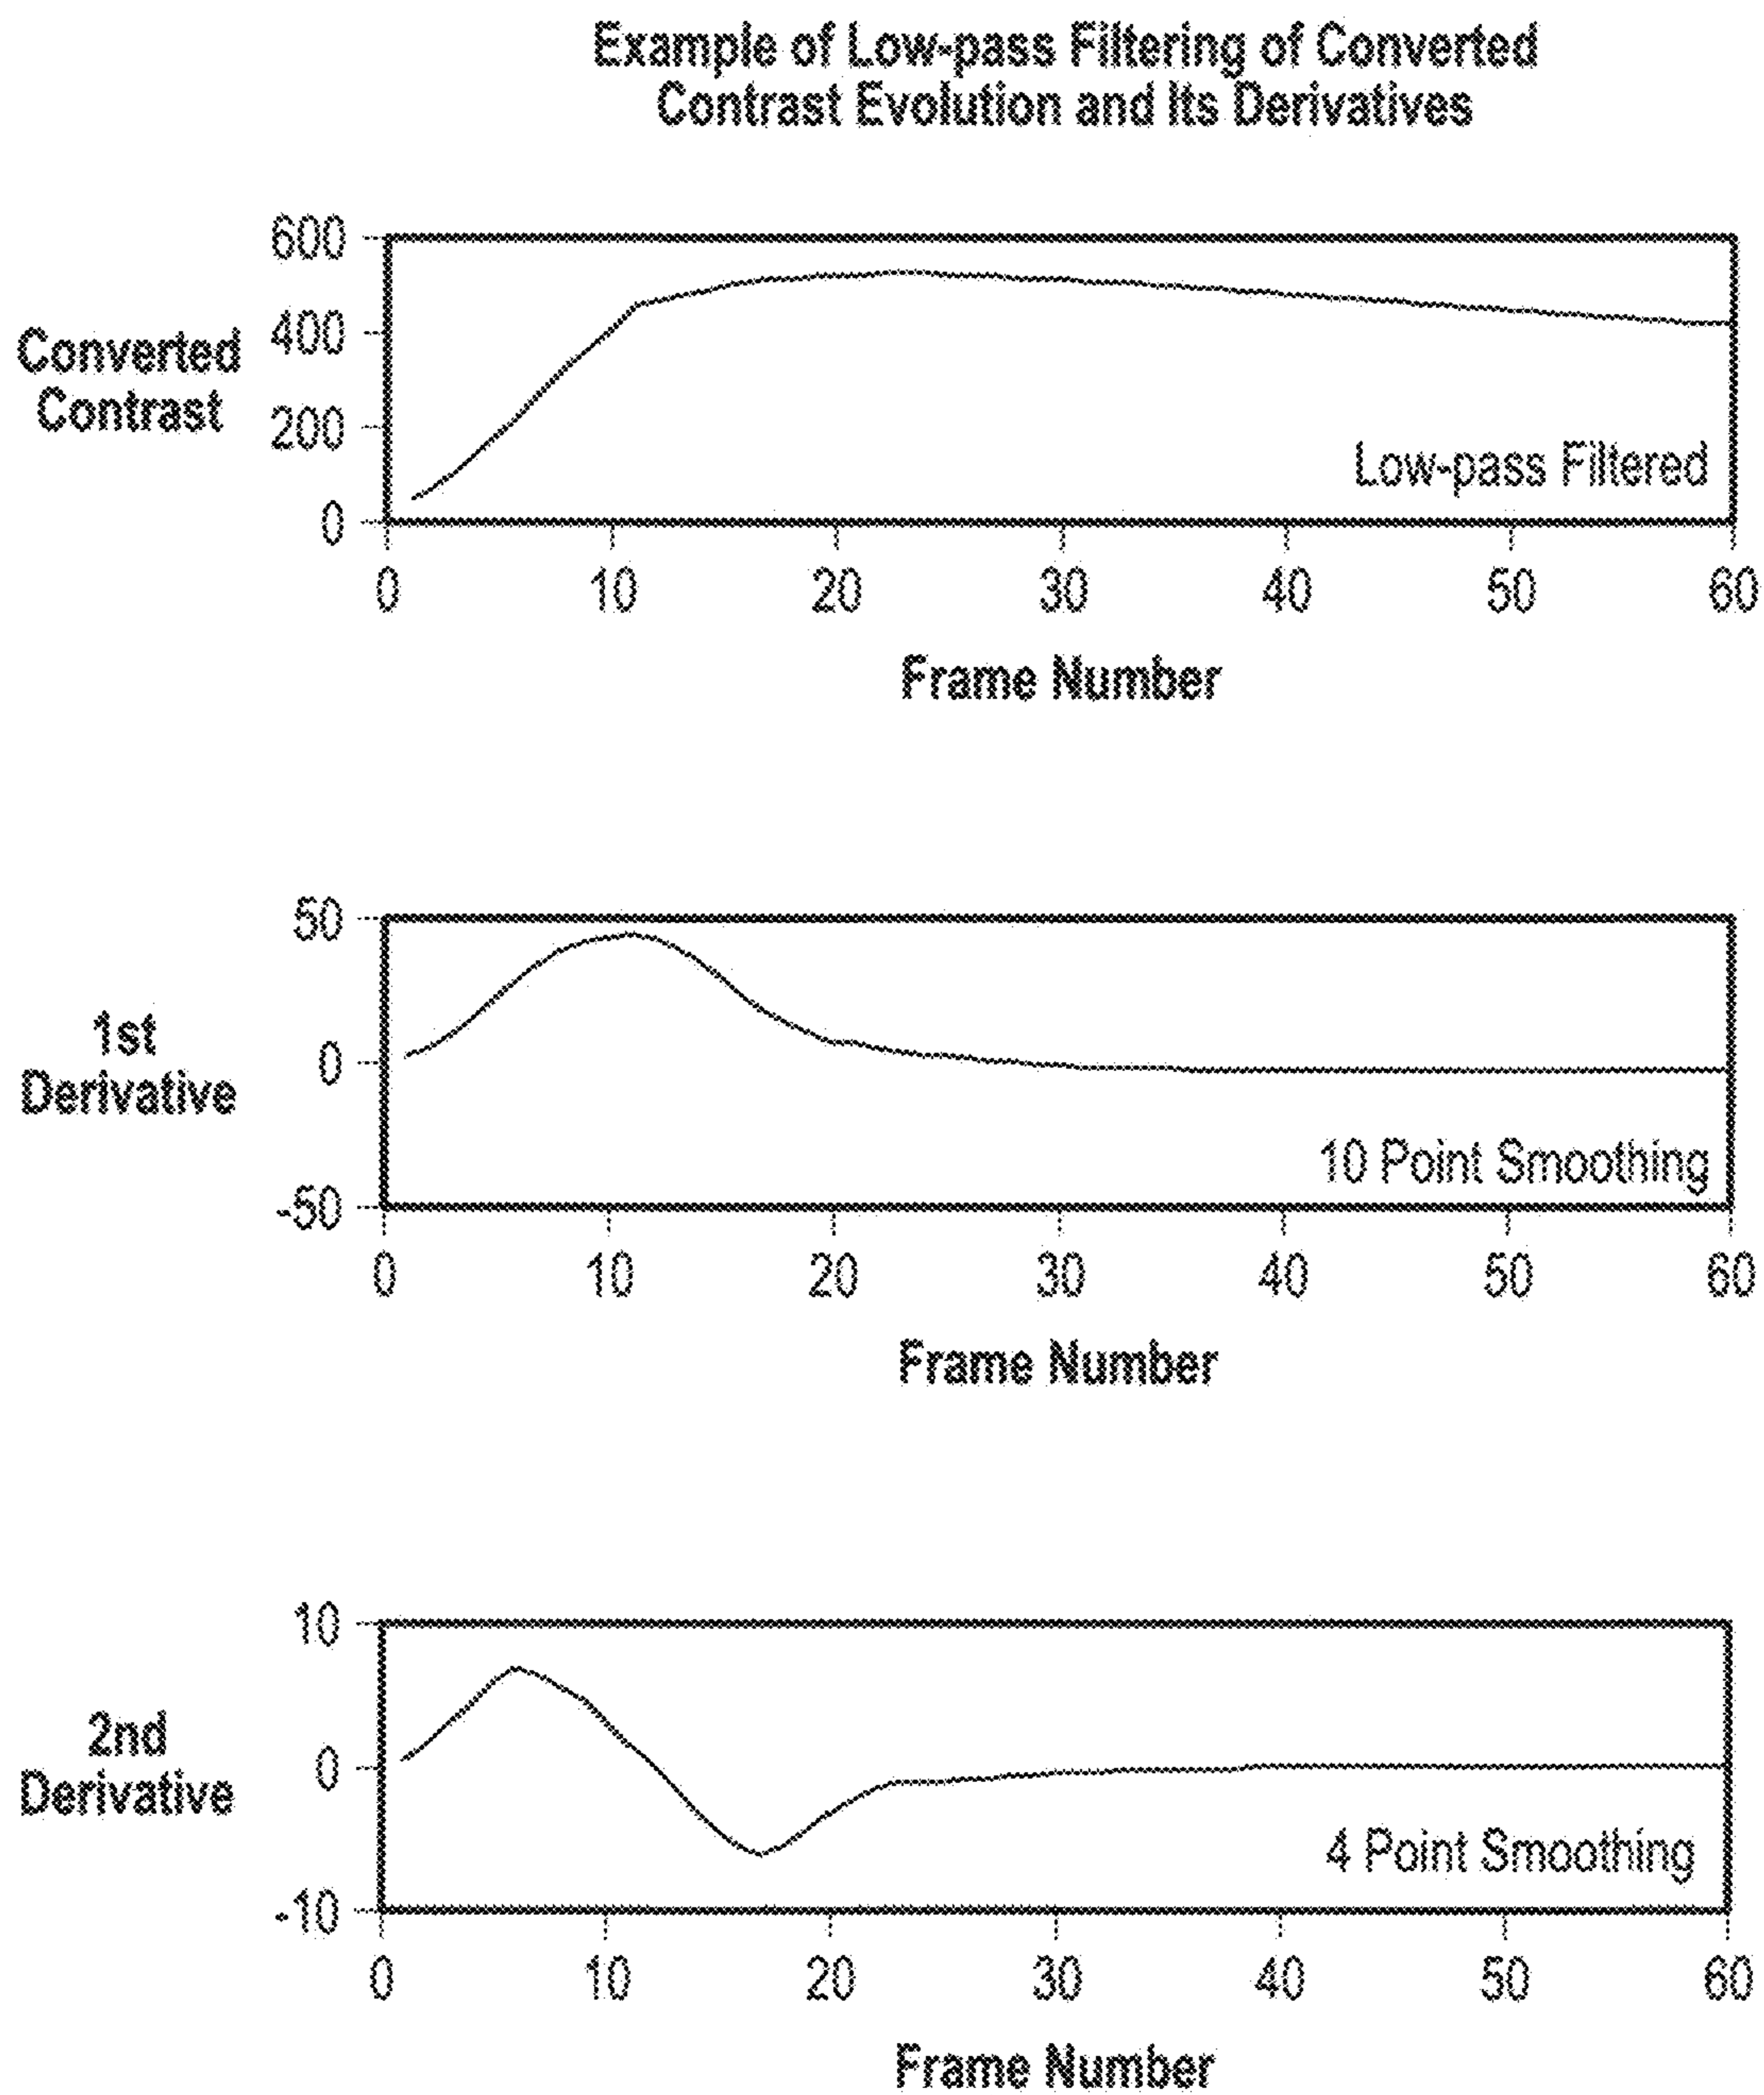 Example of Low-pass Filtering of Converted
Contrast Evolution and Its Derivatives
600
400
200
0
Converted
Contrast
Low-pass Filtered
0 10 20 30 40 50 60
Frame Number
50
0
-50
1st
Derivative
10 Point Smoothing
0 10 20 30 40 50 60
Frame Number
10
0
-10
2nd
Derivative
4 Point Smoothing
0 10 20 30 40 50 60
Frame Number